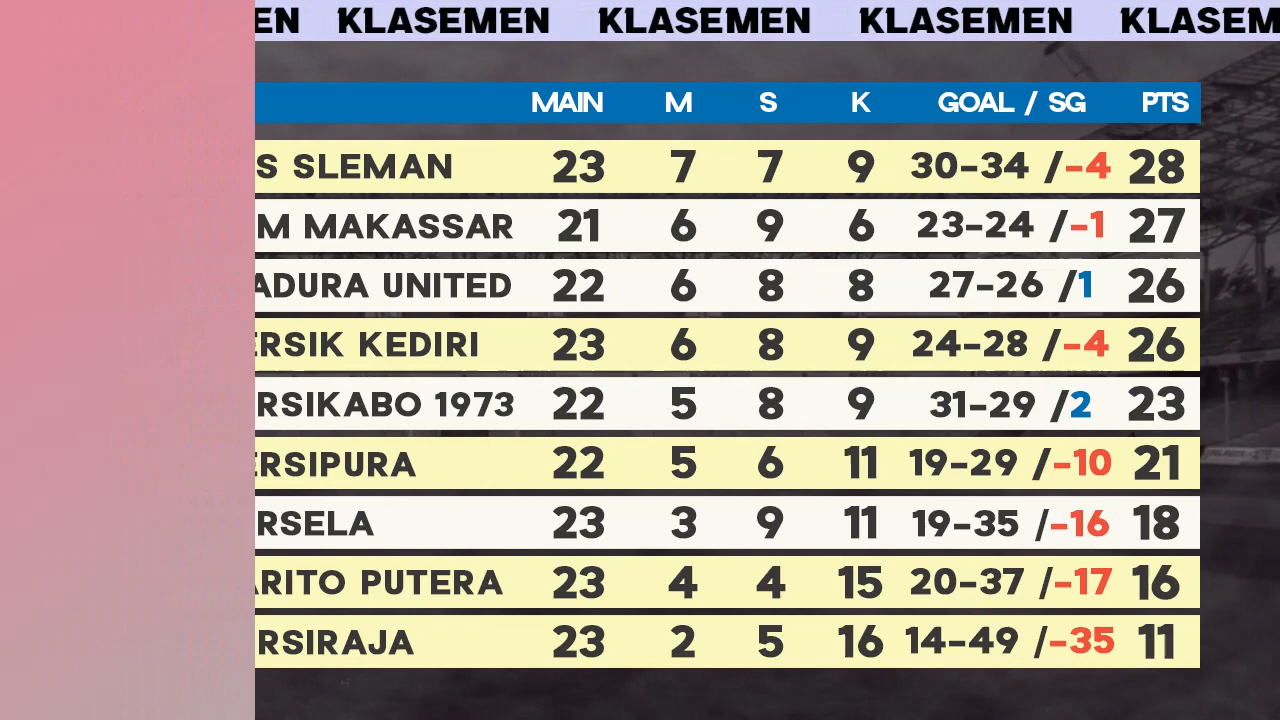 EN KLASEMEN KLASEMEN KLASEMEN KLASEM
MAIN M S K GOAL / SG PTS
S SLEMAN 23 7 7 9 30-34 /-4 28
M MAKASSAR 21 6 9 6 23-24 /-1 27
ADURA UNITED 22 6 8 8 27-26 /1 26
ERSIK KEDIRI 23 6 8 9 24-28 /-4 26
RSIKABO 1973 22 5 8 9 31-29 /2 23
ERSIPURA 22 5 6 11 19-29 /-10 21
RSELA 23 3 9 11 19-35 /-16 18
ARITO PUTERA 23 4 4 15 20-37 /-17 16
RSIRAJA 23 2 5 16 14-49 /-35 11